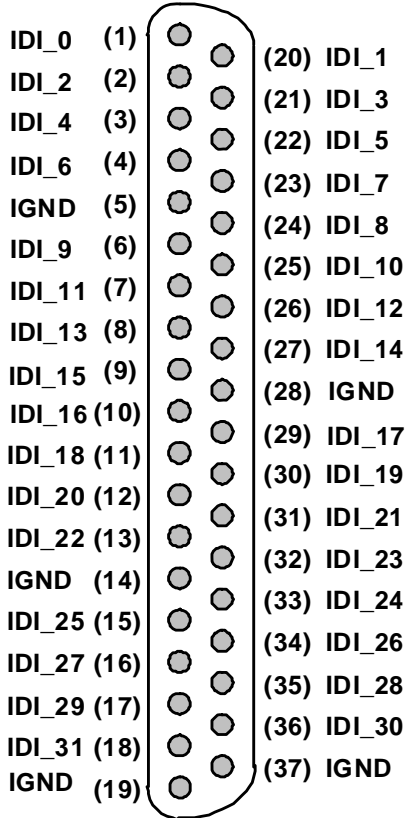 IDI_0 (1)
IDI_2 (2)
IDI_4 (3)
IDI_6 (4)
IGND (5)
IDI_9 (6)
IDI_11 (7)
IDI_13 (8)
IDI_15 (9)
IDI_16 (10)
IDI_18 (11)
IDI_20 (12)
IDI_22 (13)
IGND (14)
IDI_25 (15)
IDI_27 (16)
IDI_29 (17)
IDI_31 (18)
IGND (19)
(20) IDI_1
(21) IDI_3
(22) IDI_5
(23) IDI_7
(24) IDI_8
(25) IDI_10
(26) IDI_12
(27) IDI_14
(28) IGND
(29) IDI_17
(30) IDI_19
(31) IDI_21
(32) IDI_23
(33) IDI_24
(34) IDI_26
(35) IDI_28
(36) IDI_30
(37) IGND